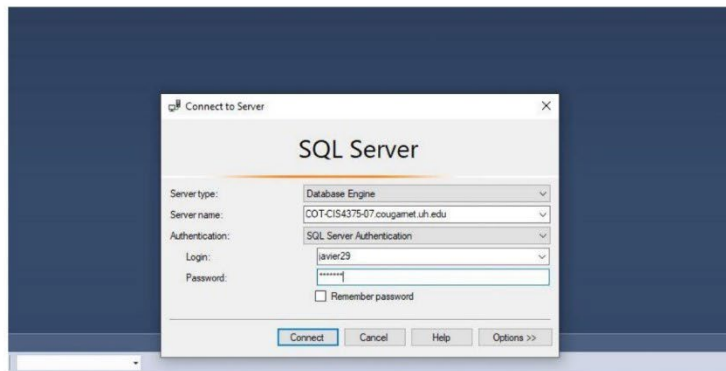 Connect to Server
SQL Server
Server type: Database Engine
Server name: COT-CIS4375-07.cougarnet.uh.edu
Authentication: SQL Server Authentication
Login: javier29
Password: *******
Remember password
Connect Cancel Help Options >>